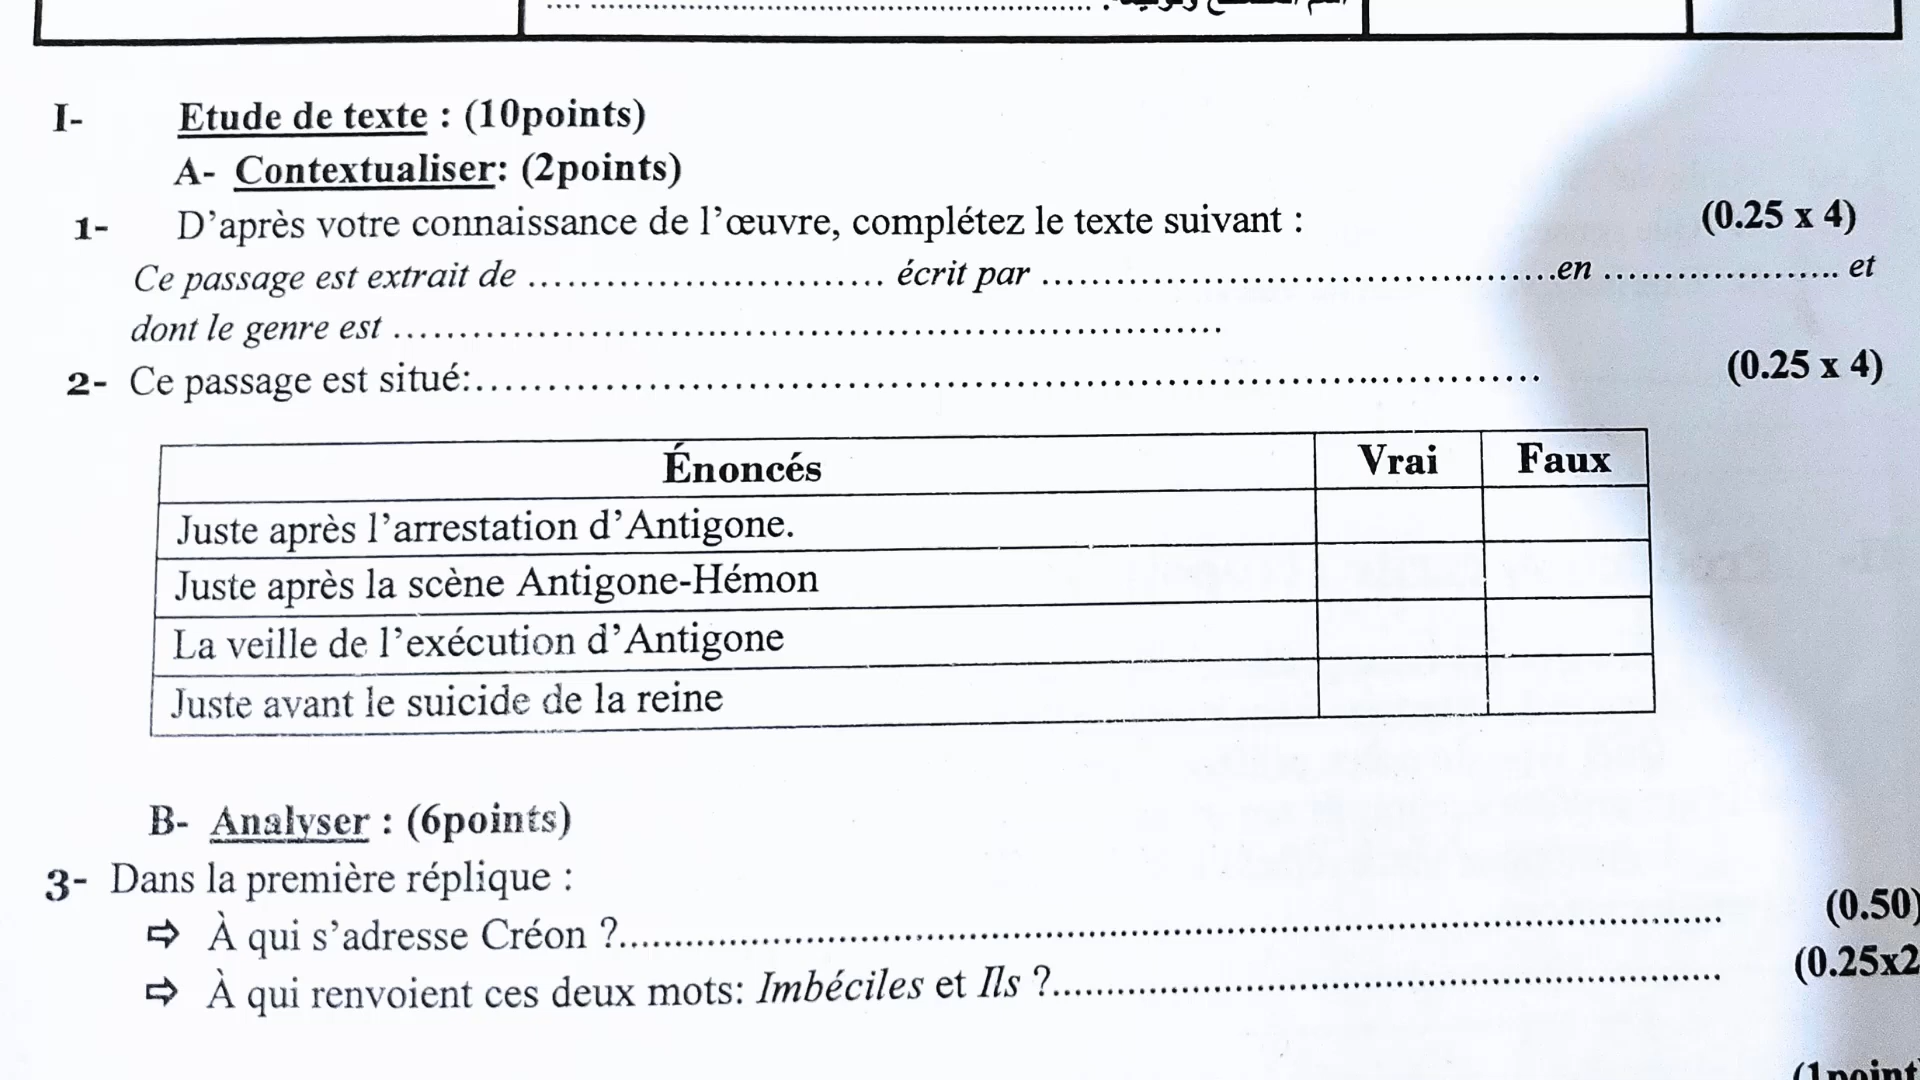 I- Etude de texte : (10points)
A- Contextualiser: (2points)
1- D’après votre connaissance de l’œuvre, complétez le texte suivant : (0.25 x 4)
Ce passage est extrait de .............................. écrit par ...........................................en .................... et
dont le genre est ......................................................................
2- Ce passage est situé:.......................................................................................... (0.25 x 4)
Énoncés Vrai Faux
Juste après l’arrestation d’Antigone.
Juste après la scène Antigone-Hémon
La veille de l’exécution d’Antigone
Juste avant le suicide de la reine
B- Analyser : (6points)
3- Dans la première réplique :
⇨ À qui s’adresse Créon ?.......................................................................................... (0.50)
⇨ À qui renvoient ces deux mots: Imbéciles et Ils ?....................................................... (0.25x2
(1point)